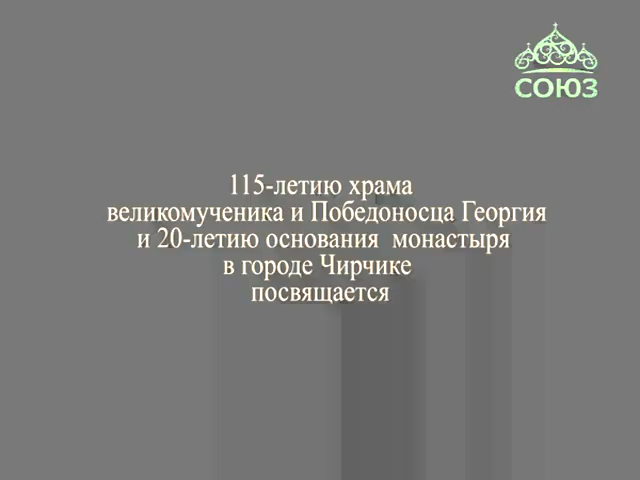 СОЮЗ
115-летию храма
великомученика и Победоносца Георгия
и 20-летию основания монастыря
в городе Чирчике
посвящается